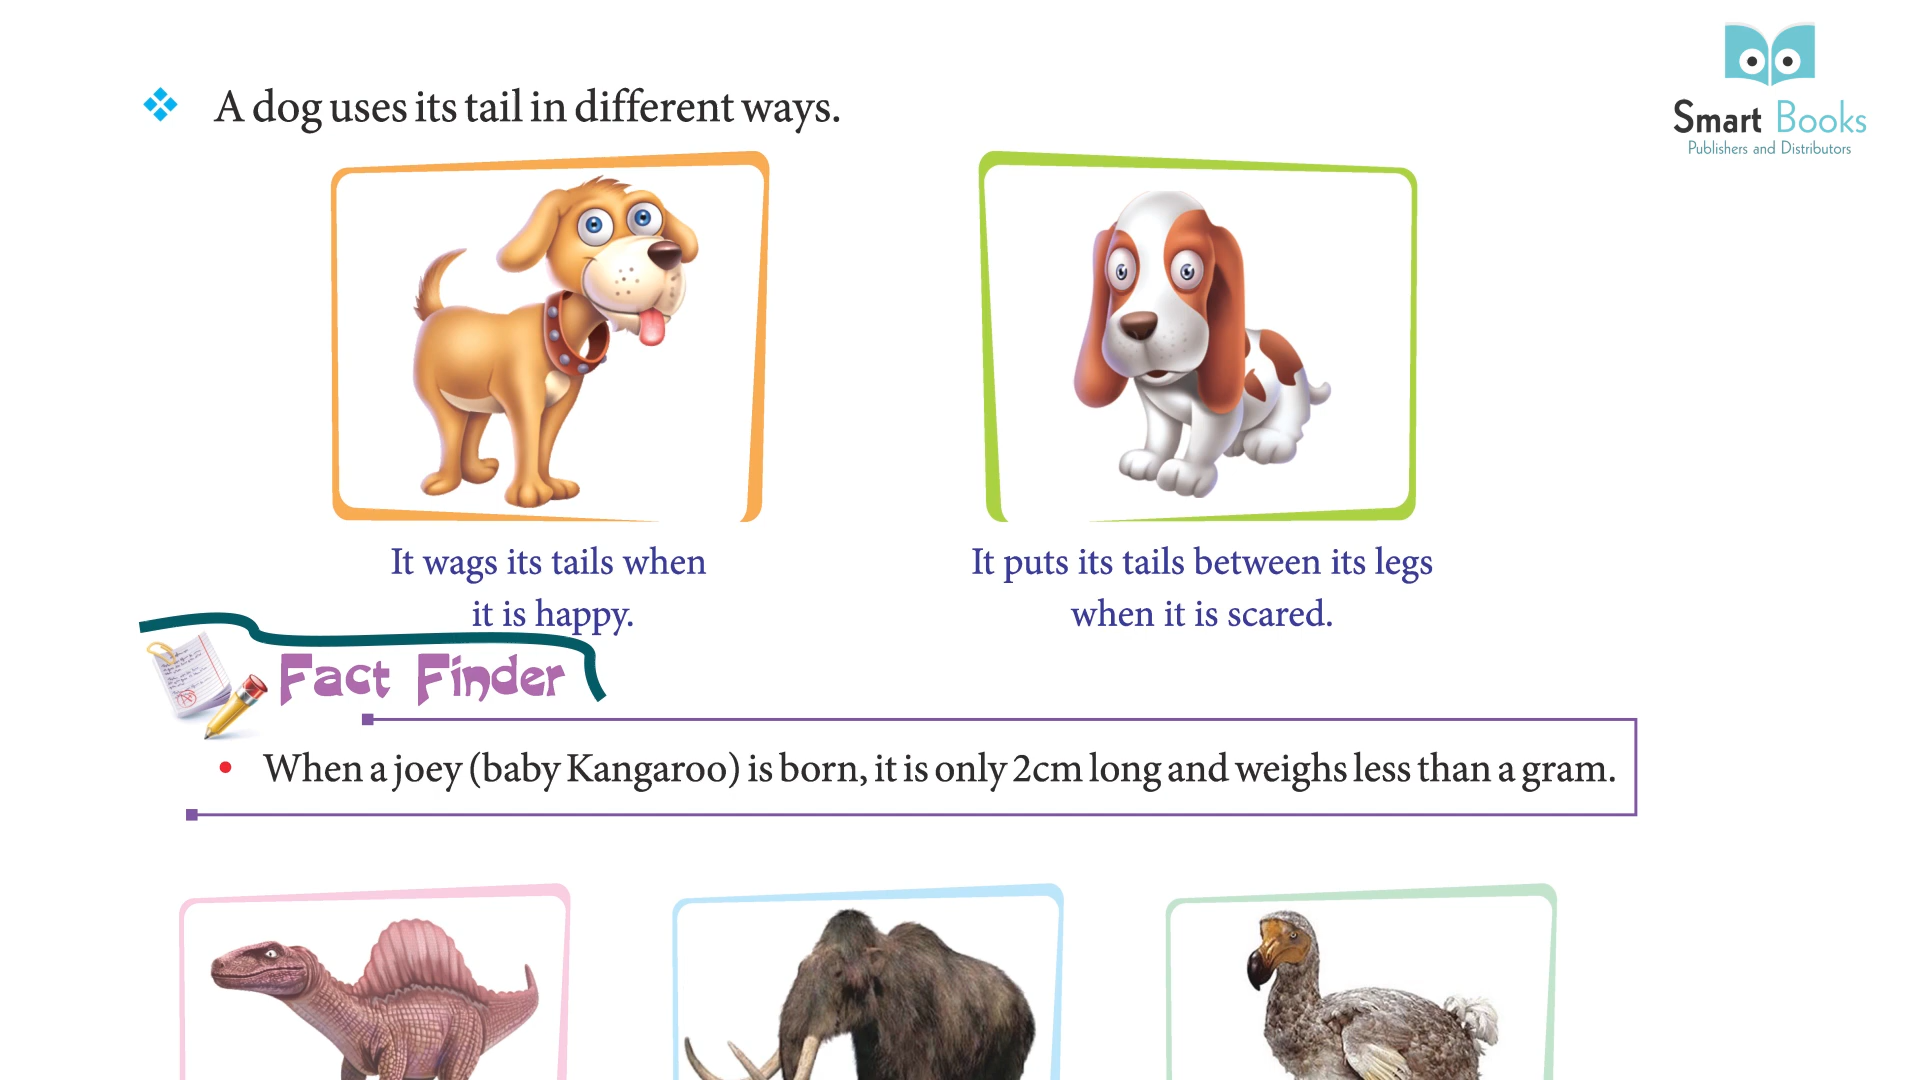 Smart Books
Publishers and Distributors
A dog uses its tail in different ways.
It wags its tails when
it is happy.
It puts its tails between its legs
when it is scared.
Fact Finder
• When a joey (baby Kangaroo) is born, it is only 2cm long and weighs less than a gram.